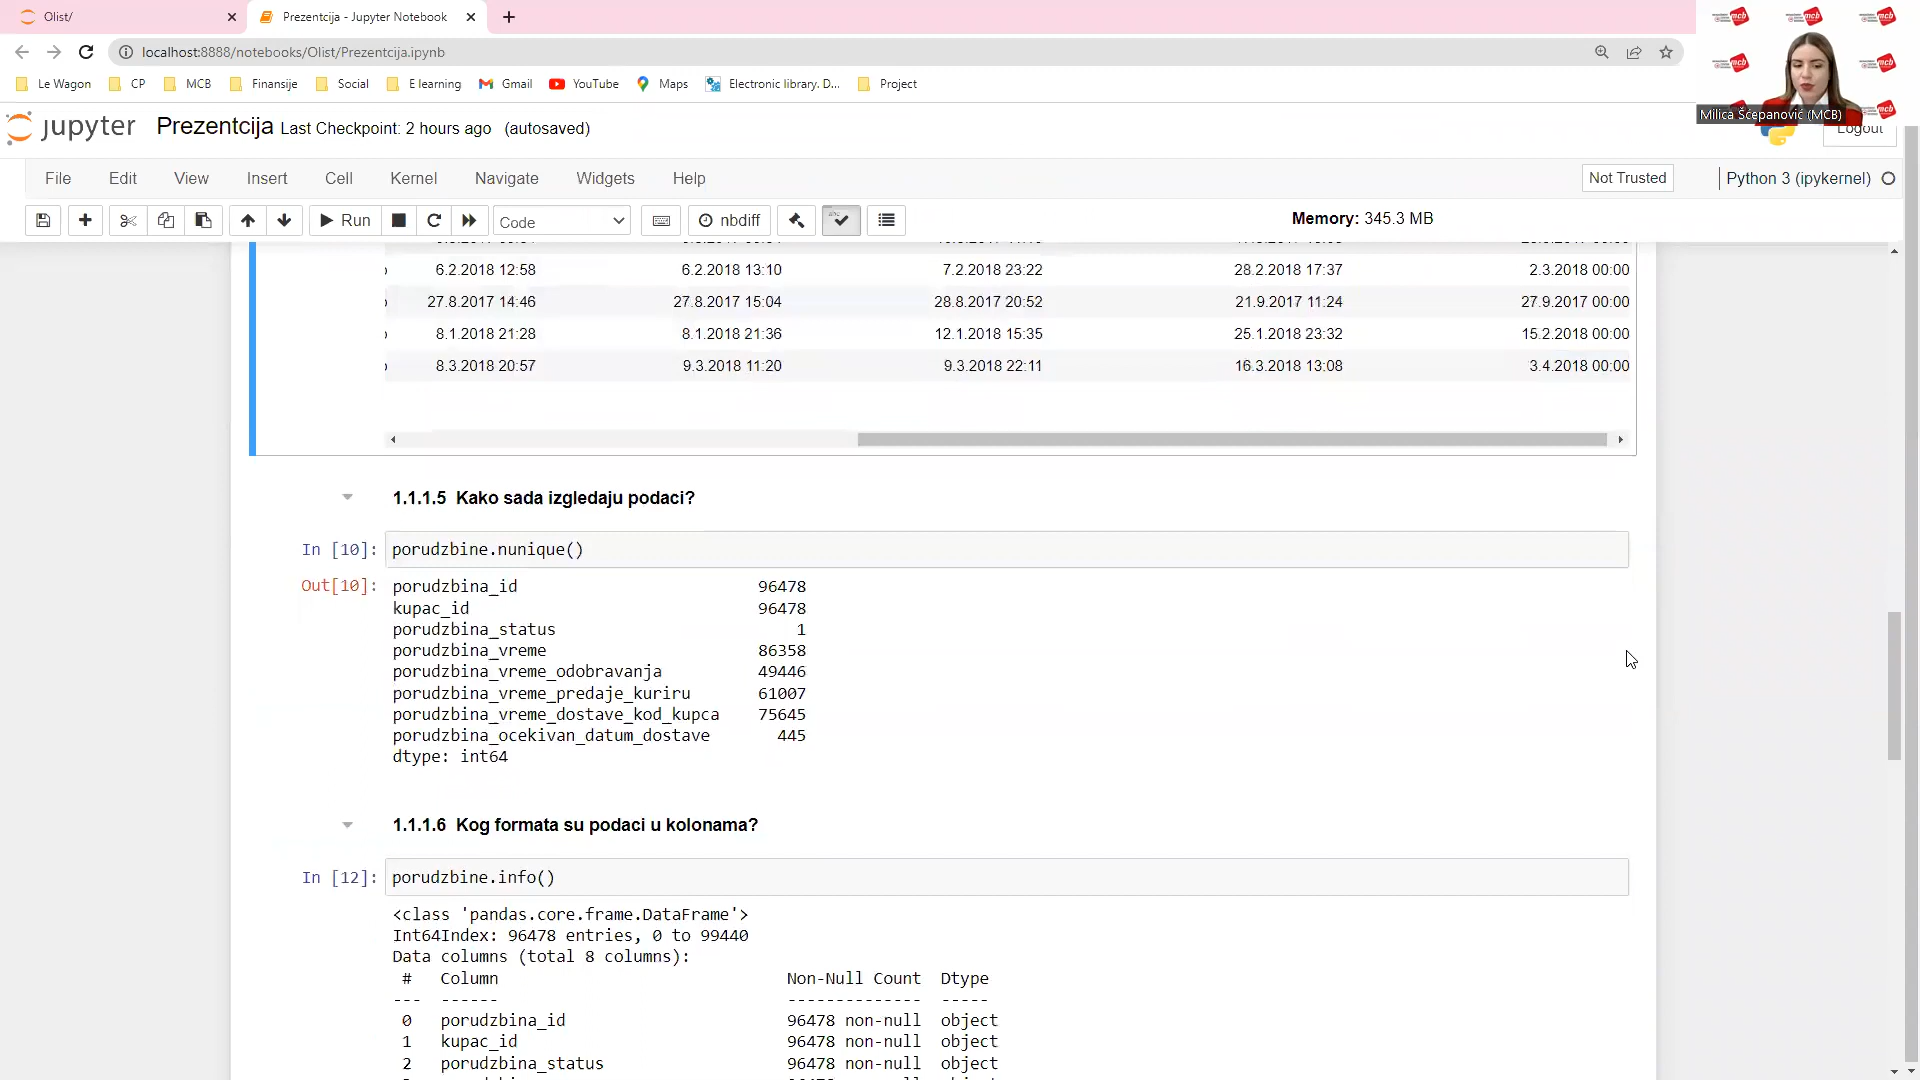 Olist/
Prezentcija - Jupyter Notebook
localhost:8888/notebooks/Olist/Prezentcija.ipynb
Le Wagon CP MCB Finansije Social E learning Gmail YouTube Maps Electronic library. D... Project
Milica Šćepanović (MCB)
jupyter Prezentcija Last Checkpoint: 2 hours ago (autosaved)
Logout
File Edit View Insert Cell Kernel Navigate Widgets Help
Not Trusted Python 3 (ipykernel)
Run Code nbdiff Memory: 345.3 MB
6.2.2018 12:58 6.2.2018 13:10 7.2.2018 23:22 28.2.2018 17:37 2.3.2018 00:00
27.8.2017 14:46 27.8.2017 15:04 28.8.2017 20:52 21.9.2017 11:24 27.9.2017 00:00
8.1.2018 21:28 8.1.2018 21:36 12.1.2018 15:35 25.1.2018 23:32 15.2.2018 00:00
8.3.2018 20:57 9.3.2018 11:20 9.3.2018 22:11 16.3.2018 13:08 3.4.2018 00:00
1.1.1.5 Kako sada izgledaju podaci?
In [10]: porudzbine.nunique()
Out[10]: porudzbina_id 96478
kupac_id 96478
porudzbina_status 1
porudzbina_vreme 86358
porudzbina_vreme_odobravanja 49446
porudzbina_vreme_predaje_kuriru 61007
porudzbina_vreme_dostave_kod_kupca 75645
porudzbina_ocekivan_datum_dostave 445
dtype: int64
1.1.1.6 Kog formata su podaci u kolonama?
In [12]: porudzbine.info()
<class 'pandas.core.frame.DataFrame'>
Int64Index: 96478 entries, 0 to 99440
Data columns (total 8 columns):
# Column Non-Null Count Dtype
--- ------ -------------- -----
0 porudzbina_id 96478 non-null object
1 kupac_id 96478 non-null object
2 porudzbina_status 96478 non-null object